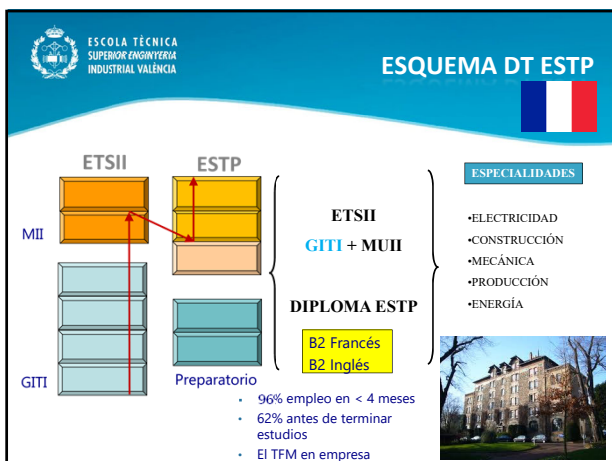 ESCOLA TÈCNICA
SUPERIOR ENGINYERIA
INDUSTRIAL VALÈNCIA
ESQUEMA DT ESTP
ETSII
ESTP
MII
GITI
Preparatorio
ETSII
GITI + MUII
DIPLOMA ESTP
B2 Francés
B2 Inglés
• 96% empleo en < 4 meses
• 62% antes de terminar
estudios
• El TFM en empresa
ESPECIALIDADES
•ELECTRICIDAD
•CONSTRUCCIÓN
•MECÁNICA
•PRODUCCIÓN
•ENERGÍA